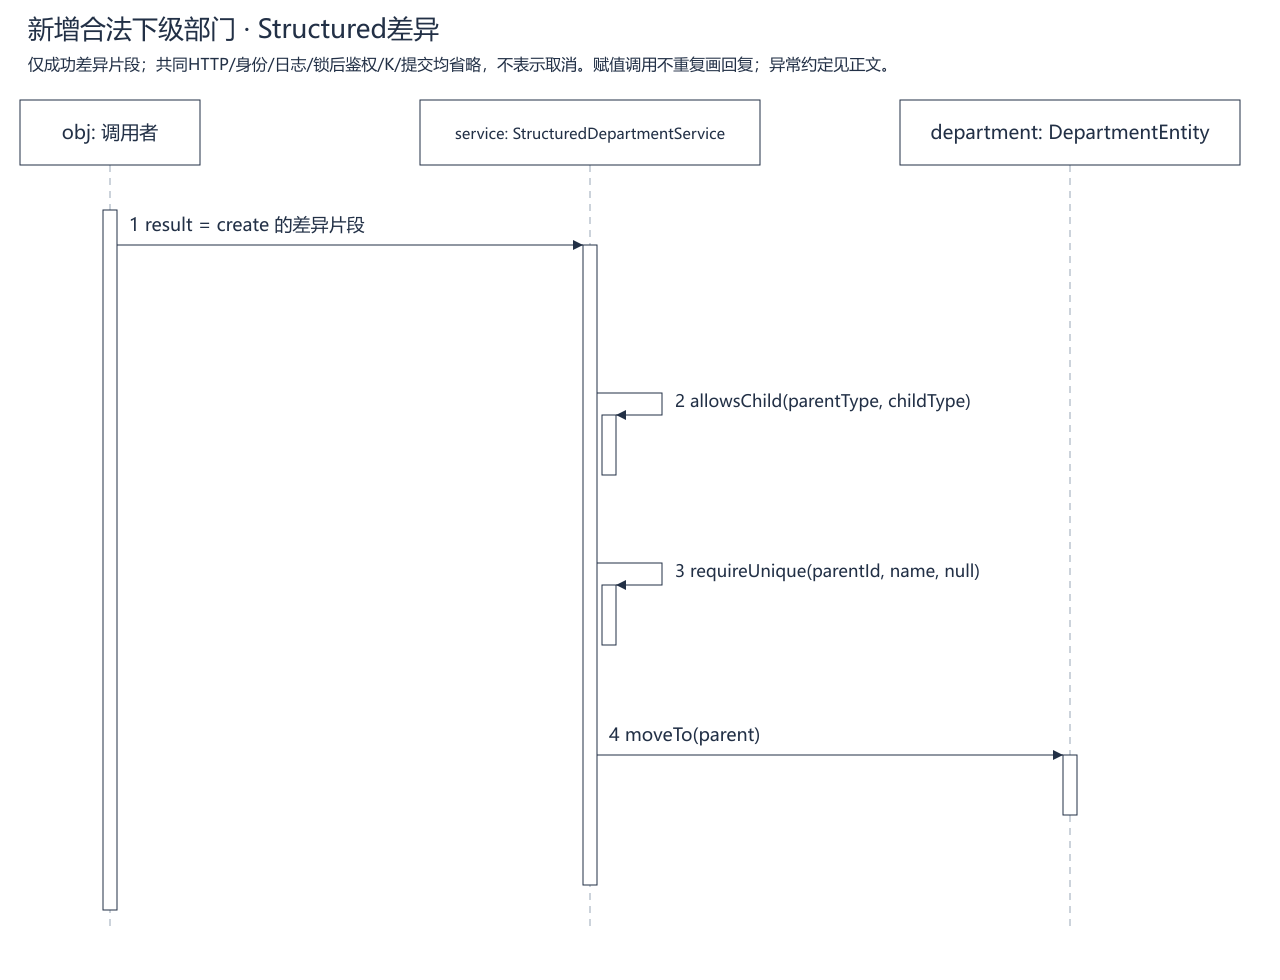 新增合法下级部门 · Structured差异
仅成功差异片段；共同HTTP/身份/日志/锁后鉴权/K/提交均省略，不表示取消。赋值调用不重复画回复；异常约定见正文。
obj: 调用者
service: StructuredDepartmentService
department: DepartmentEntity
1 result = create 的差异片段
2 allowsChild(parentType, childType)
3 requireUnique(parentId, name, null)
4 moveTo(parent)